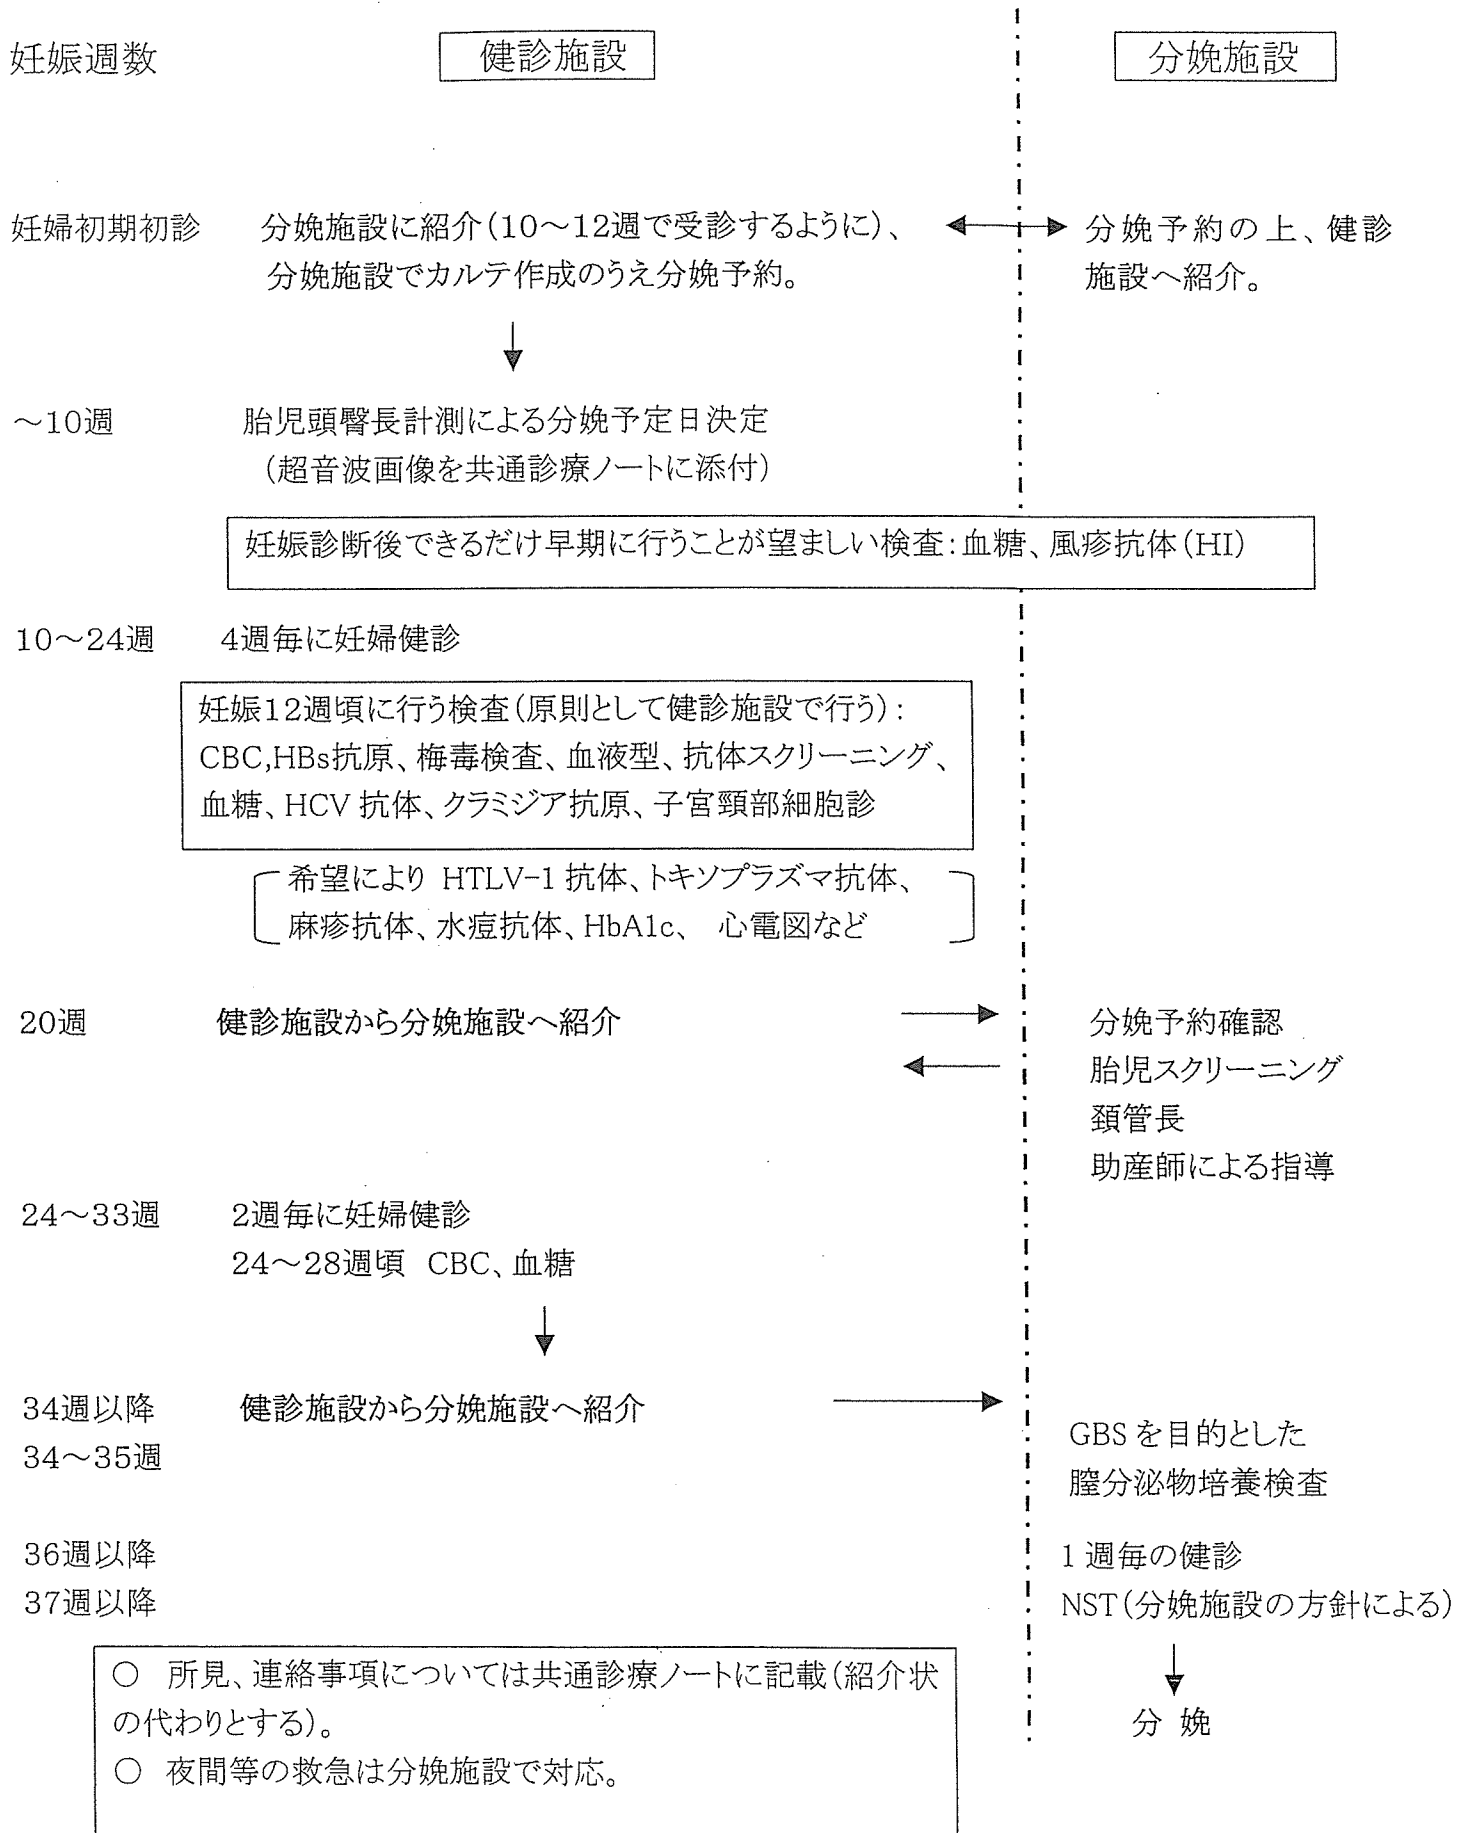 妊娠週数
健診施設
分娩施設
妊婦初期初診
分娩施設に紹介(10～12週で受診するように)、
分娩施設でカルテ作成のうえ分娩予約。
分娩予約の上、健診
施設へ紹介。
～10週
胎児頭臀長計測による分娩予定日決定
(超音波画像を共通診療ノートに添付)
妊娠診断後できるだけ早期に行うことが望ましい検査:血糖、風疹抗体(HI)
10～24週
4週毎に妊婦健診
妊娠12週頃に行う検査(原則として健診施設で行う):
CBC,HBs抗原、梅毒検査、血液型、抗体スクリーニング、
血糖、HCV 抗体、クラミジア抗原、子宮頸部細胞診
希望により HTLV-1 抗体、トキソプラズマ抗体、
麻疹抗体、水痘抗体、HbA1c、 心電図など
20週
健診施設から分娩施設へ紹介
分娩予約確認
胎児スクリーニング
頚管長
助産師による指導
24～33週
2週毎に妊婦健診
24～28週頃 CBC、血糖
34週以降
健診施設から分娩施設へ紹介
34～35週
GBS を目的とした
膣分泌物培養検査
36週以降
1 週毎の健診
37週以降
NST(分娩施設の方針による)
分 娩
○ 所見、連絡事項については共通診療ノートに記載(紹介状
の代わりとする)。
○ 夜間等の救急は分娩施設で対応。